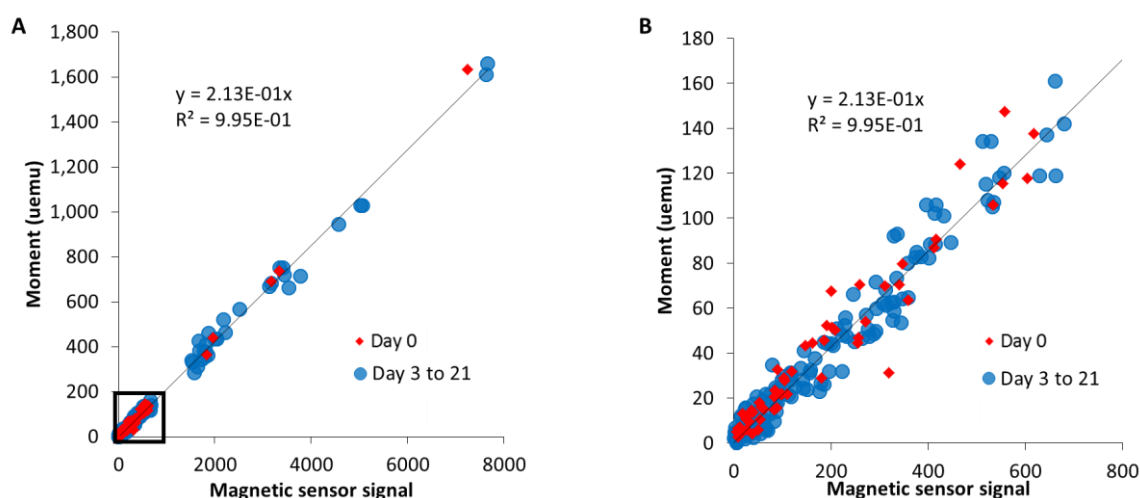 A
1,800
1,600
1,400
1,200
1,000
800
600
400
200
0
Moment (uemu)
y = 2.13E-01x
R² = 9.95E-01
Day 0
Day 3 to 21
0 2000 4000 6000 8000
Magnetic sensor signal
B
180
160
140
120
100
80
60
40
20
0
Moment (uemu)
y = 2.13E-01x
R² = 9.95E-01
Day 0
Day 3 to 21
0 200 400 600 800
Magnetic sensor signal